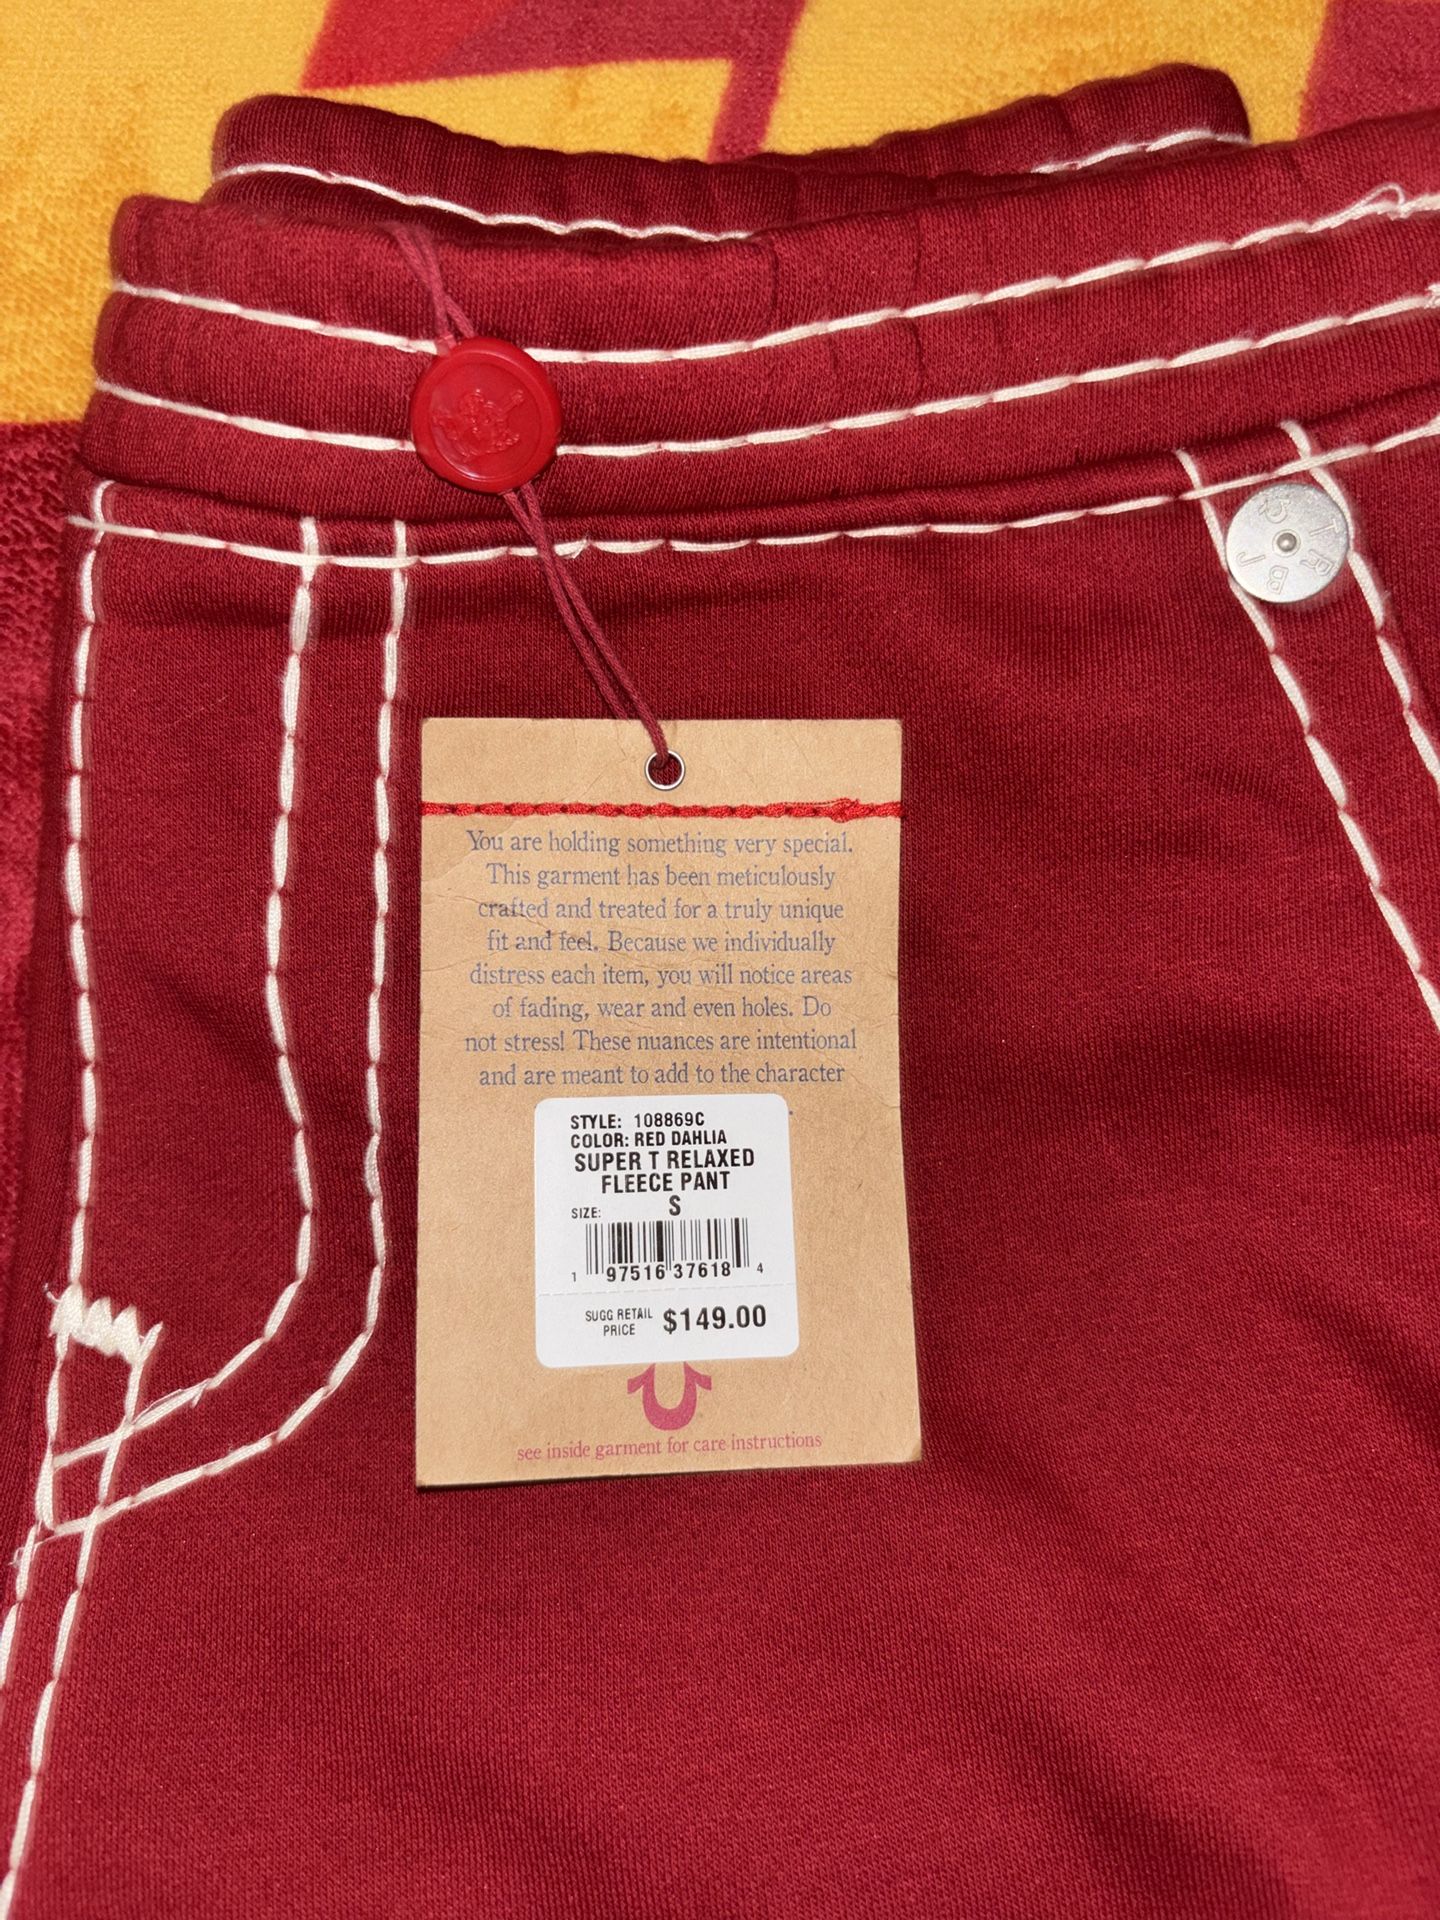 TRBJ
You are holding something very special.
This garment has been meticulously
crafted and treated for a truly unique
fit and feel. Because we individually
distress each item, you will notice areas
of fading, wear and even holes. Do
not stress! These nuances are intentional
and are meant to add to the character
STYLE: 108869C
COLOR: RED DAHLIA
SUPER T RELAXED
FLEECE PANT
SIZE: S
1 97516 37618 4
SUGG RETAIL
PRICE $149.00
see inside garment for care instructions